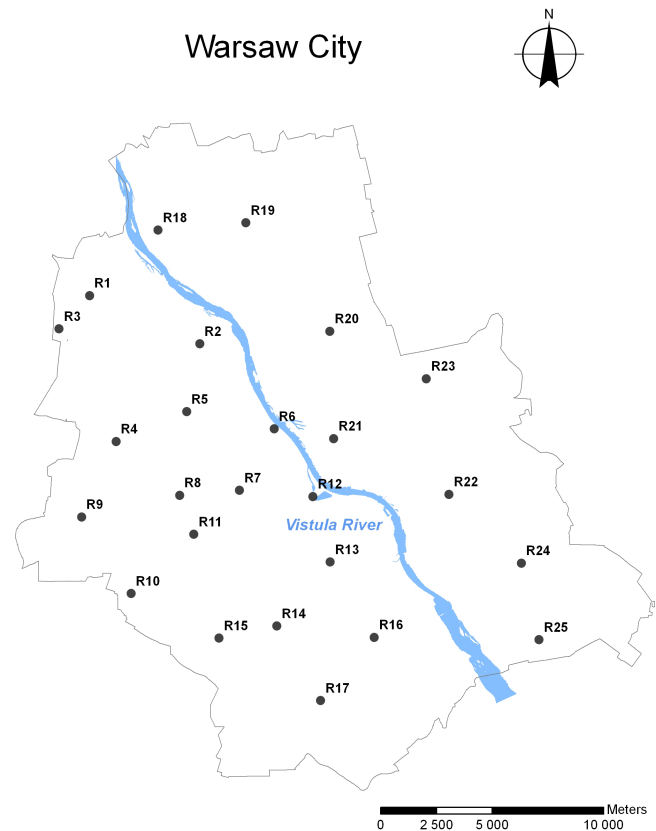 N
Warsaw City
R19
R18
R1
R3
R20
R2
R23
R5
R6
R21
R4
R12
R7
R8
R22
R9
Vistula River
R11
R13
R24
R10
R14
R16
R15
R25
R17
Meters
0 2 500 5 000 10 000